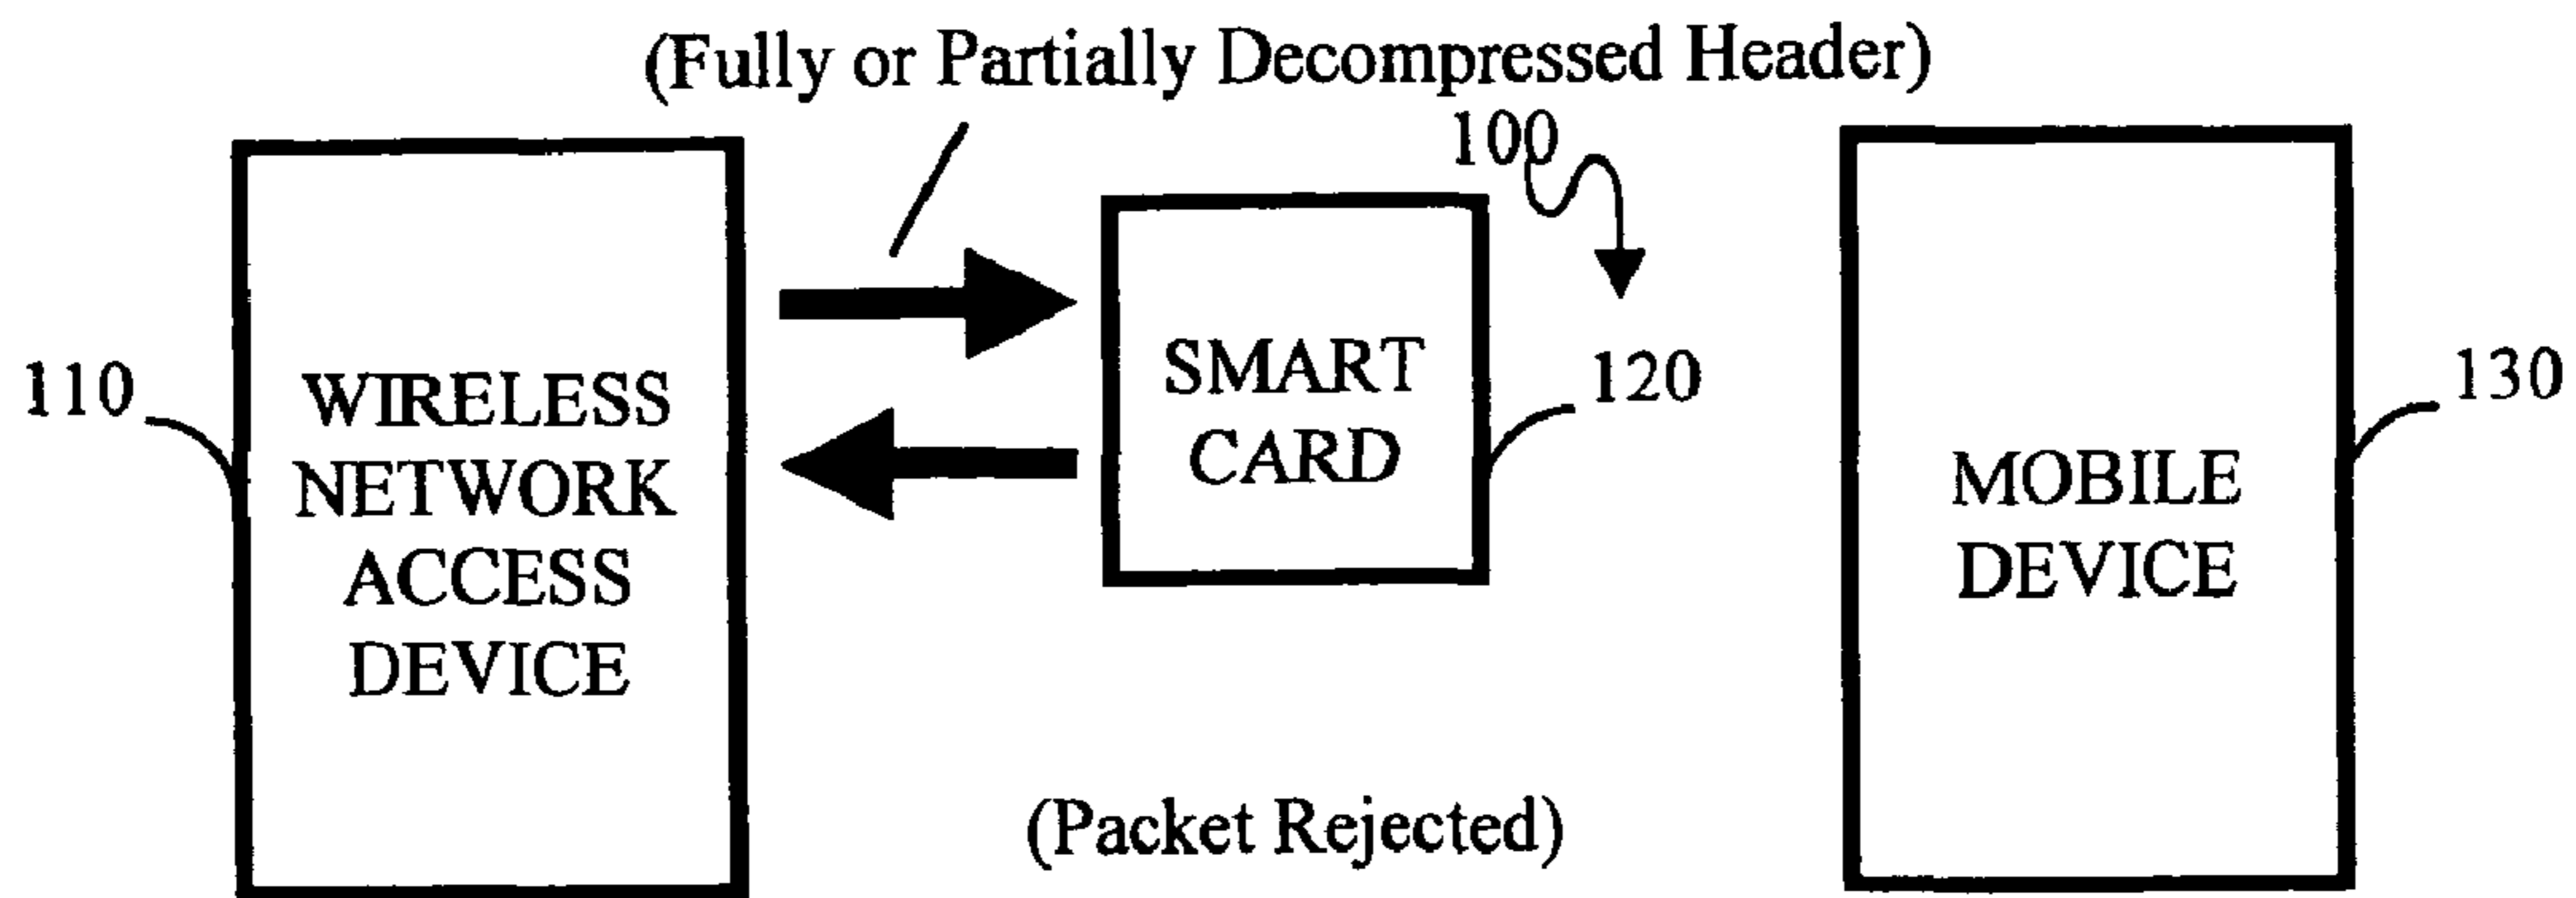 (Fully or Partially Decompressed Header)
100
110
WIRELESS
NETWORK
ACCESS
DEVICE
SMART
CARD
120
MOBILE
DEVICE
130
(Packet Rejected)